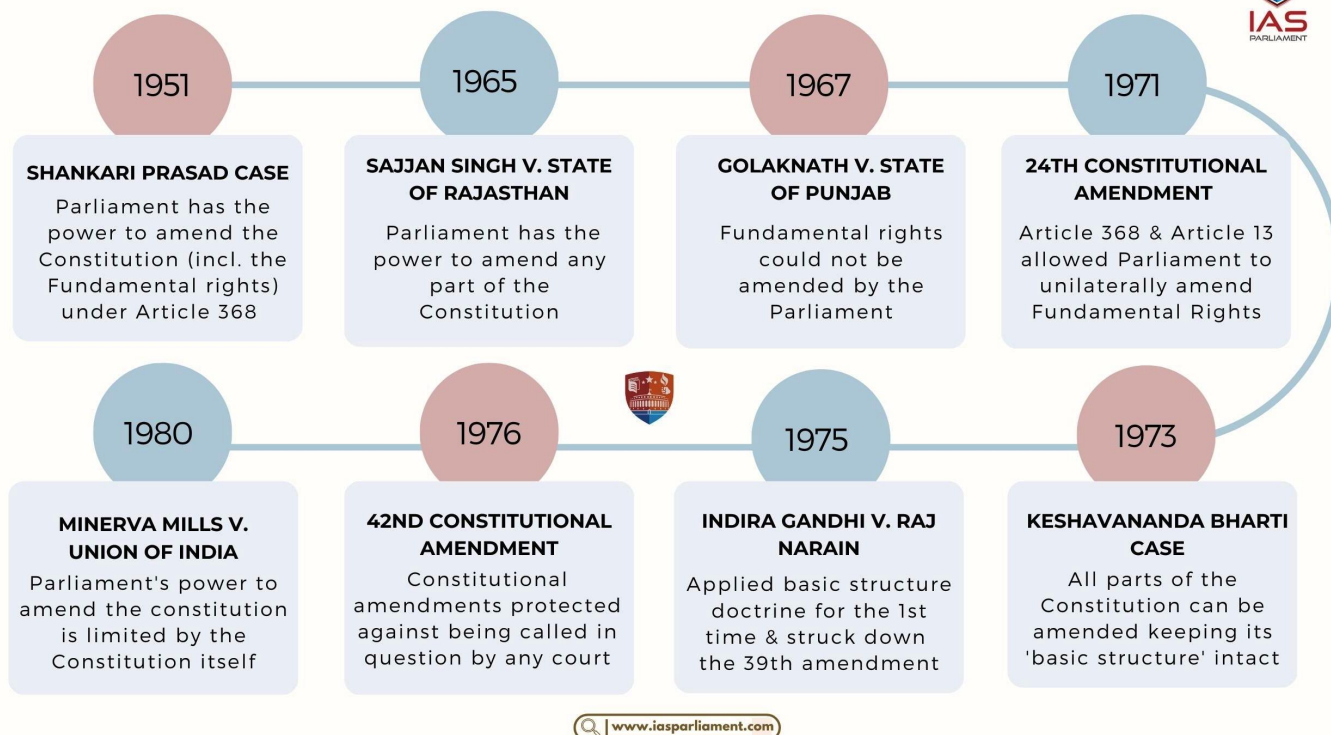 IAS
PARLIAMENT
1951
SHANKARI PRASAD CASE
Parliament has the
power to amend the
Constitution (incl. the
Fundamental rights)
under Article 368
1965
SAJJAN SINGH V. STATE
OF RAJASTHAN
Parliament has the
power to amend any
part of the
Constitution
1967
GOLAKNATH V. STATE
OF PUNJAB
Fundamental rights
could not be
amended by the
Parliament
1971
24TH CONSTITUTIONAL
AMENDMENT
Article 368 & Article 13
allowed Parliament to
unilaterally amend
Fundamental Rights
1973
KESHAVANANDA BHARTI
CASE
All parts of the
Constitution can be
amended keeping its
'basic structure' intact
1975
INDIRA GANDHI V. RAJ
NARAIN
Applied basic structure
doctrine for the 1st
time & struck down
the 39th amendment
1976
42ND CONSTITUTIONAL
AMENDMENT
Constitutional
amendments protected
against being called in
question by any court
1980
MINERVA MILLS V.
UNION OF INDIA
Parliament's power to
amend the constitution
is limited by the
Constitution itself
www.iasparliament.com